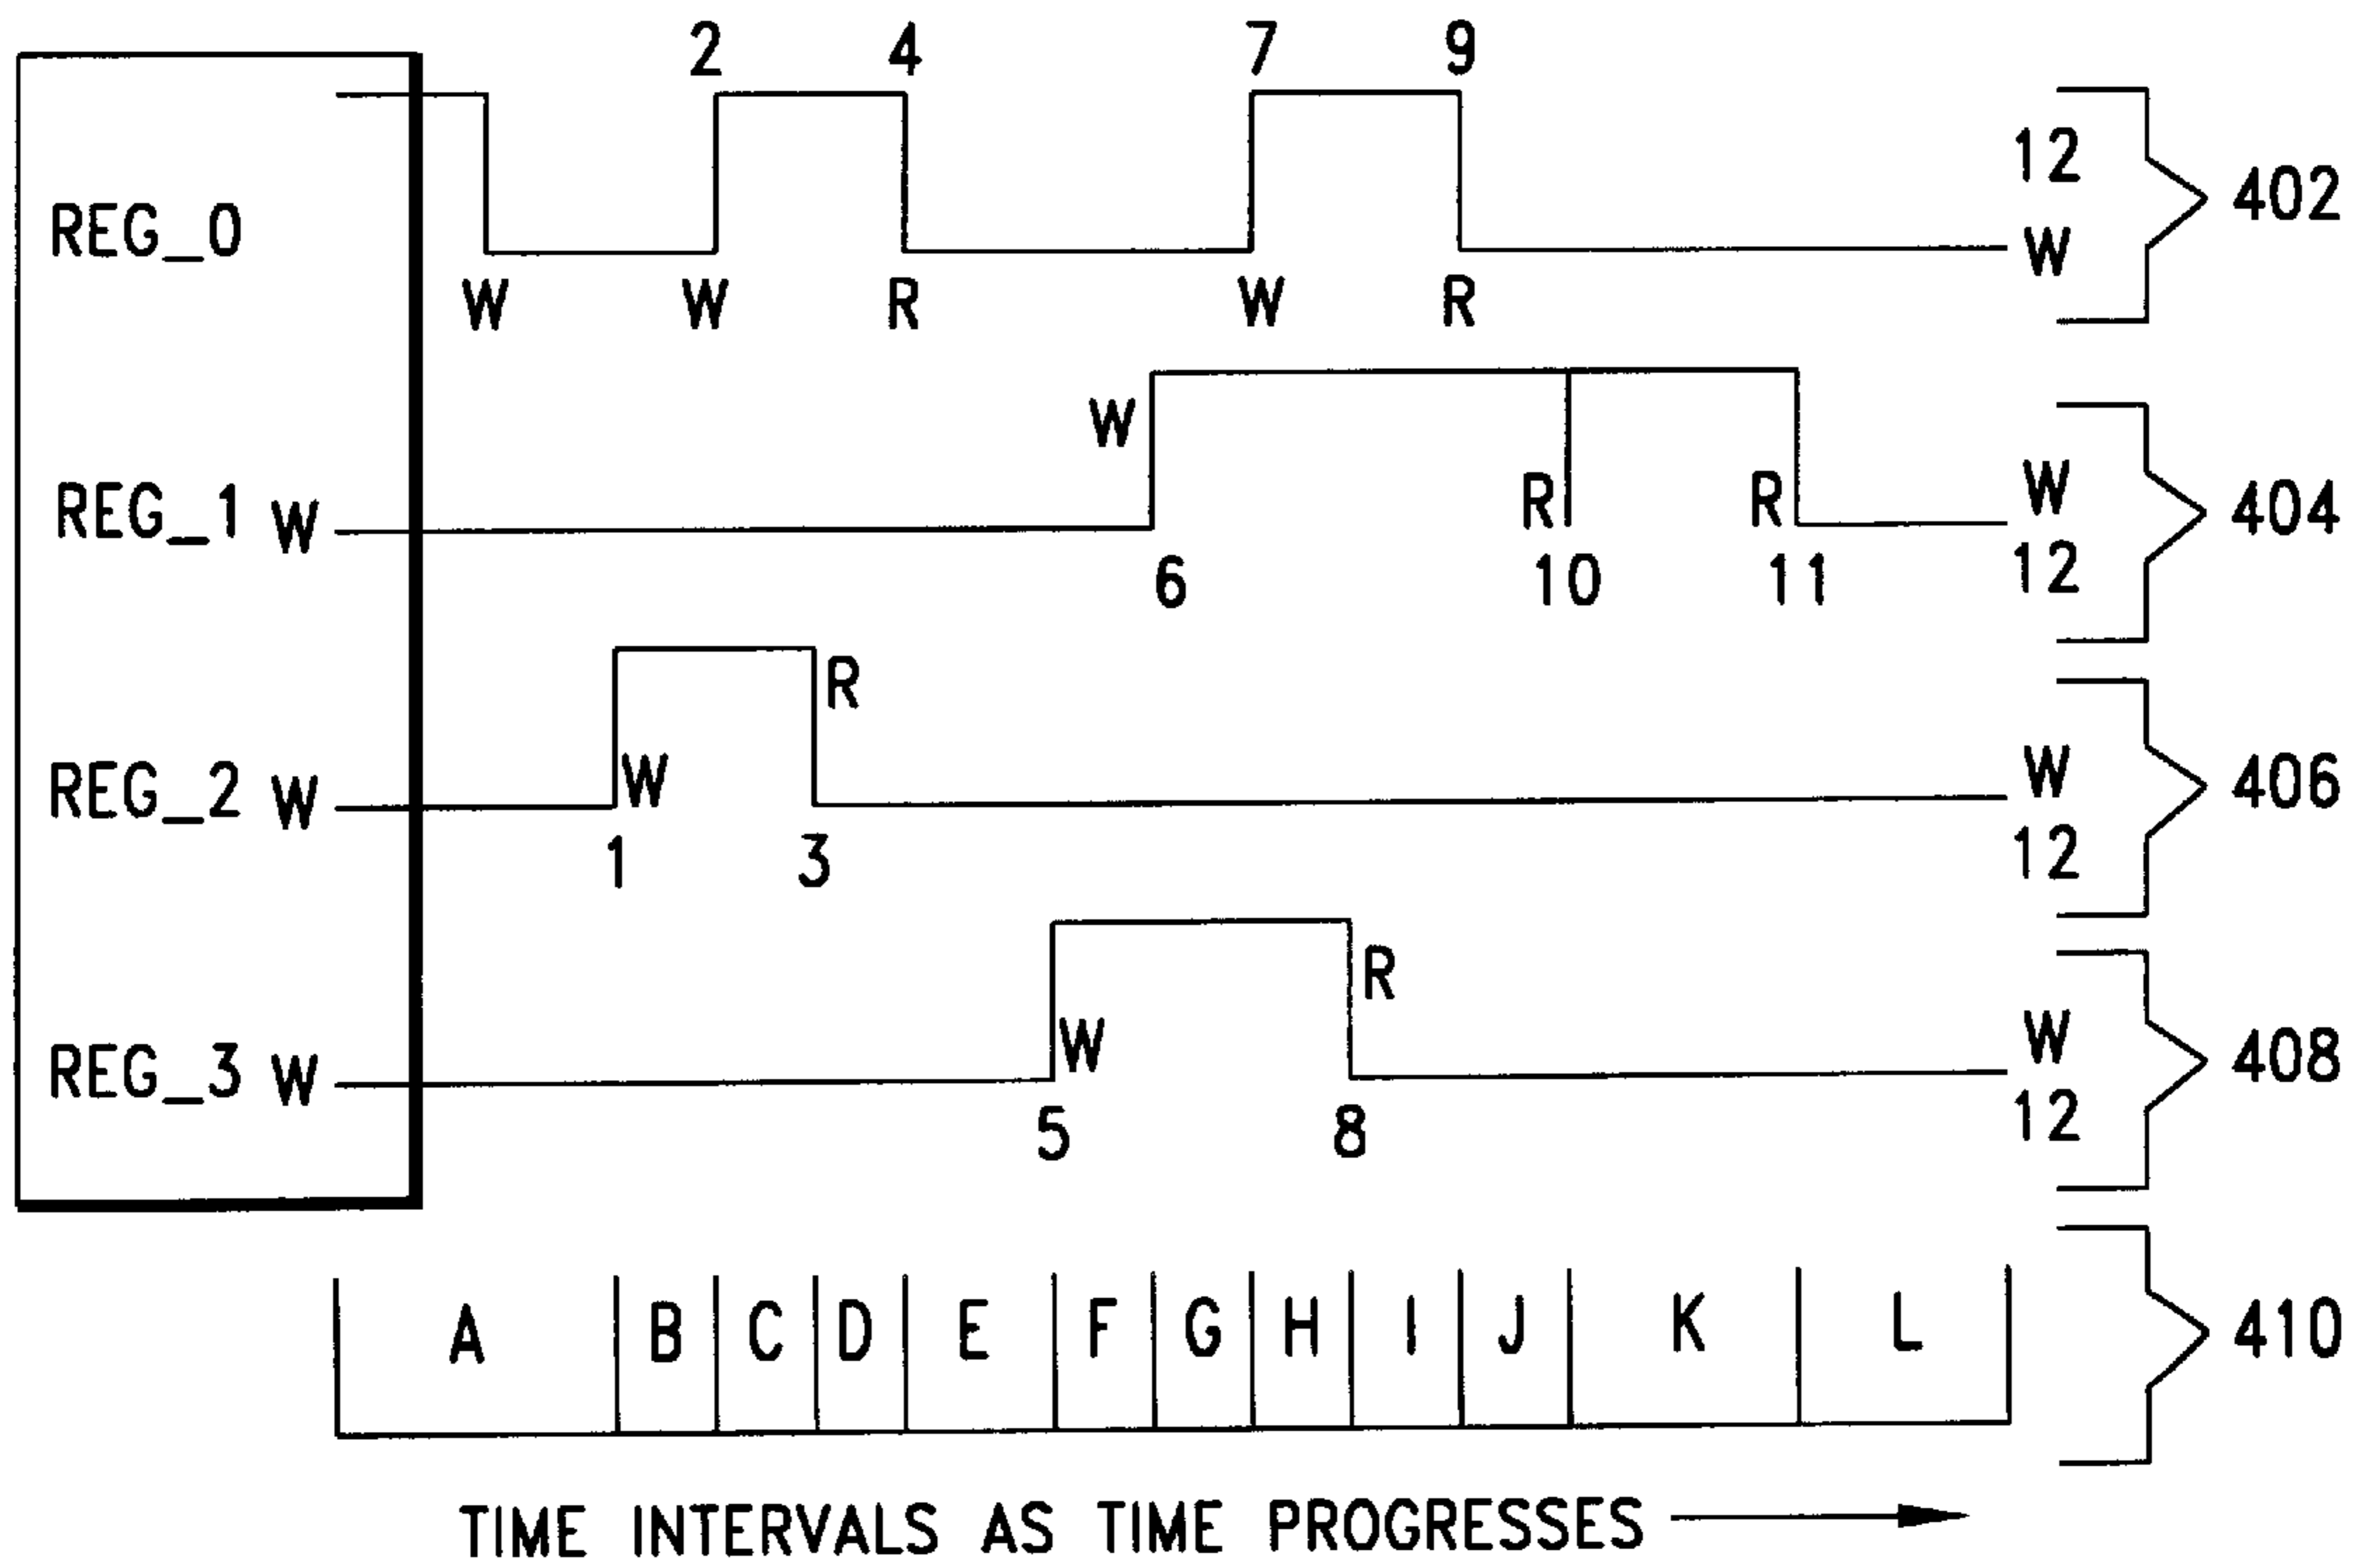 2 4 7 9
12
402
REG_0 W
W W R W R
W
REG_1 W R R W 404
6 10 11 12
R
W W
REG_2 W 406
1 3 12
R
W W
REG_3 W 408
5 8 12
A B C D E F G H I J K L 410
TIME INTERVALS AS TIME PROGRESSES